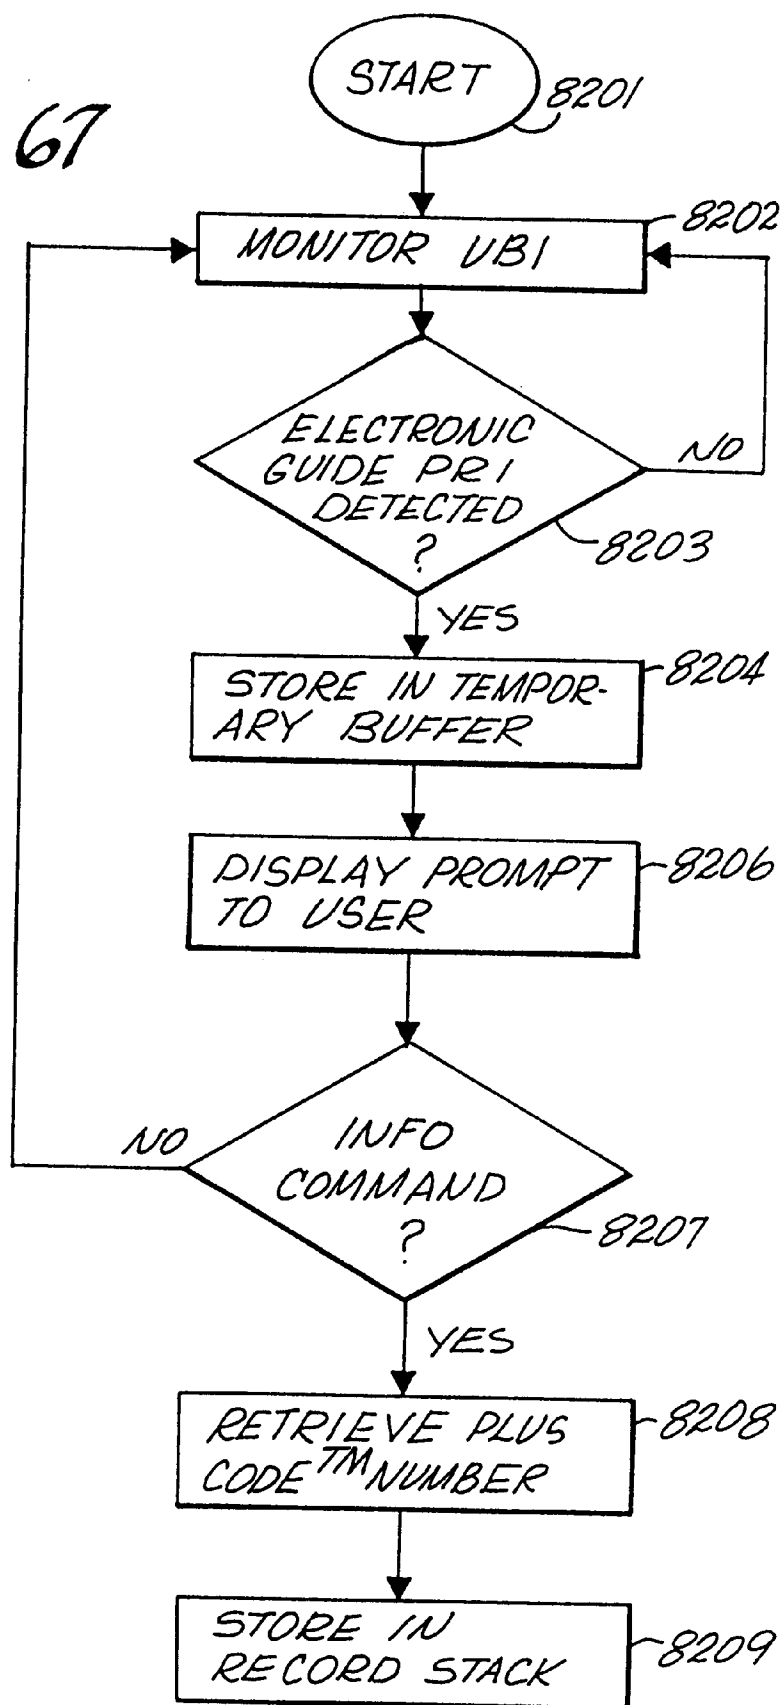 START
8201
67
8202
MONITOR VBI
ELECTRONIC
GUIDE PRI
DETECTED
?
NO
8203
YES
8204
STORE IN TEMPOR-
ARY BUFFER
8206
DISPLAY PROMPT
TO USER
NO
INFO
COMMAND
?
8207
YES
8208
RETRIEVE PLUS
CODE™ NUMBER
STORE IN
RECORD STACK
8209